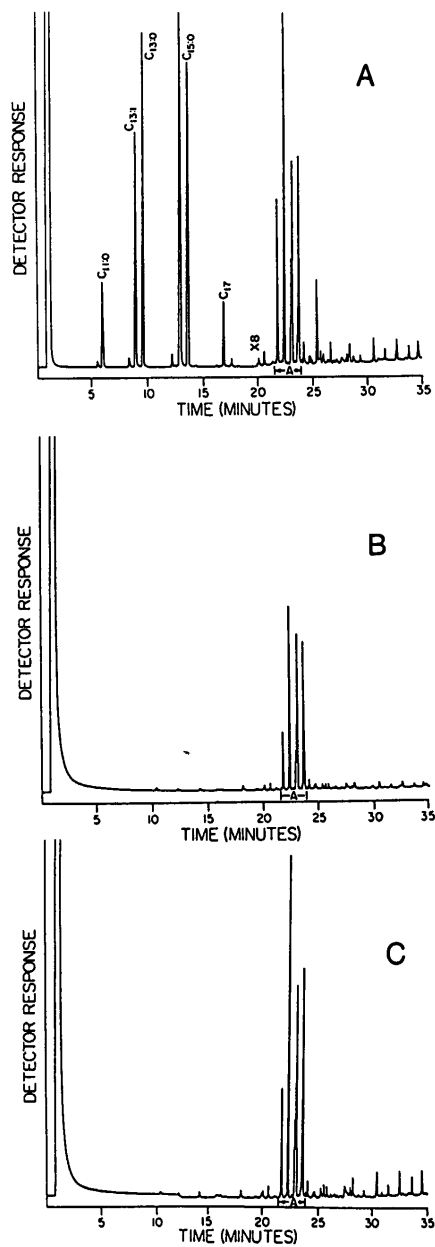 A
DETECTOR RESPONSE
C11:0
C13:1
C13:0
C15:0
C17
X8
A
5 10 15 20 25 30 35
TIME (MINUTES)
B
DETECTOR RESPONSE
A
5 10 15 20 25 30 35
TIME (MINUTES)
C
DETECTOR RESPONSE
A
5 10 15 20 25 30 35
TIME (MINUTES)